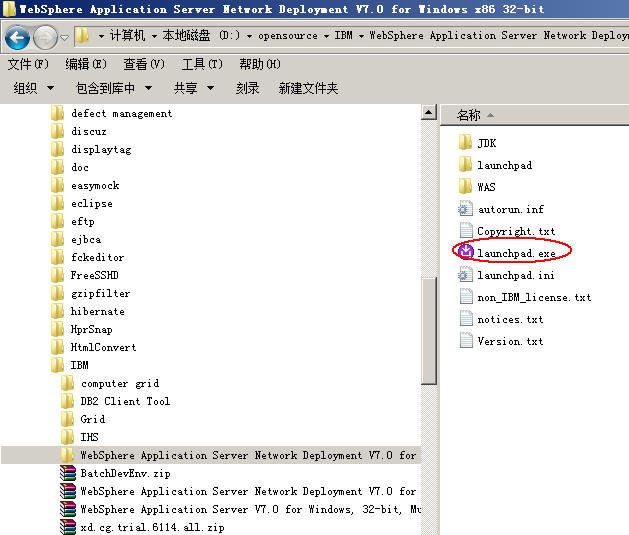 WebSphere Application Server Network Deployment V7.0 for Windows x86 32-bit
计算机 本地磁盘 (D:) opensource IBM WebSphere Application Server Network Deploym
文件(F) 编辑(E) 查看(V) 工具(T) 帮助(H)
组织 包含到库中 共享 刻录 新建文件夹
defect management
discuz
displaytag
doc
easymock
eclipse
eftp
ejbca
fckeditor
FreeSSHD
gzipfilter
hibernate
HprSnap
HtmlConvert
IBM
computer grid
DB2 Client Tool
Grid
IHS
WebSphere Application Server Network Deployment V7.0 for
BatchDevEnv.zip
WebSphere Application Server Network Deployment V7.0 for
WebSphere Application Server V7.0 for Windows, 32-bit, Mu
xd.cg.trial.6114.all.zip
名称
JDK
launchpad
WAS
autorun.inf
Copyright.txt
launchpad.exe
launchpad.ini
non_IBM_license.txt
notices.txt
Version.txt